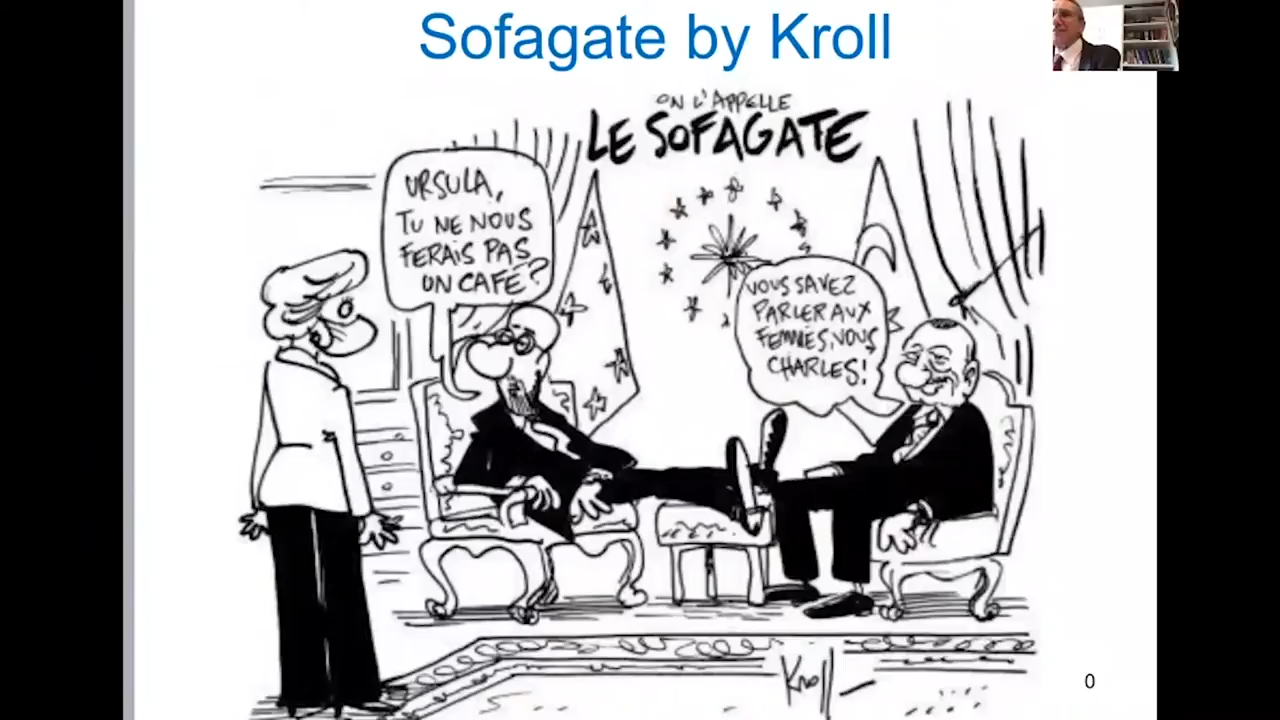 Sofagate by Kroll
ON L'APPELLE
LE SOFAGATE
URSULA,
TU NE NOUS
FERAIS PAS
UN CAFÉ?
VOUS SAVEZ
PARLER AUX
FEMMES, VOUS
CHARLES!
Kroll
0